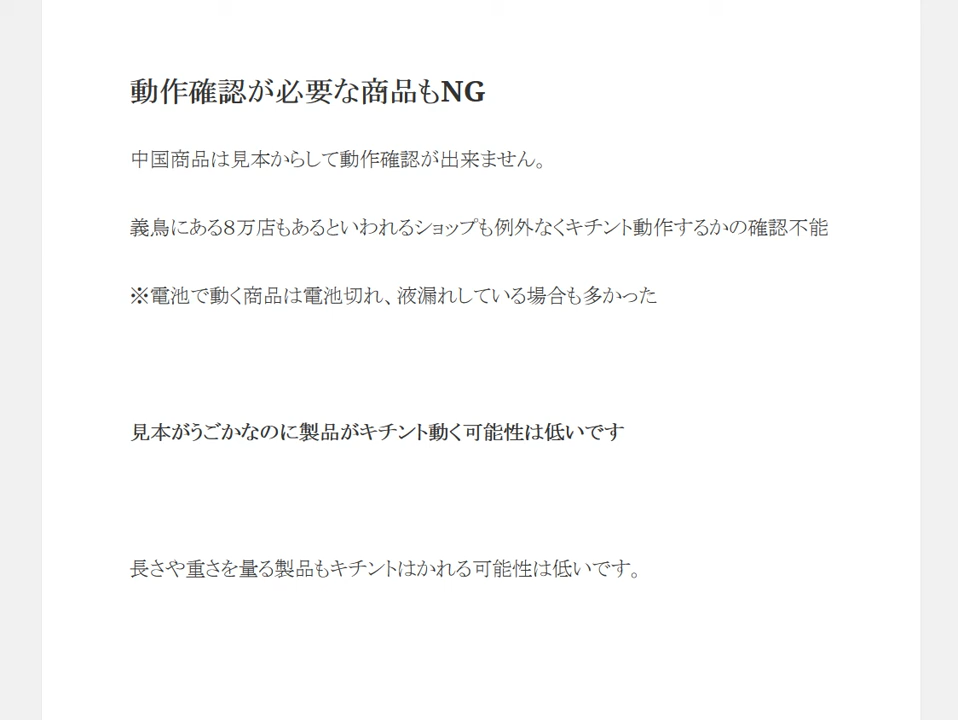 動作確認が必要な商品もNG
中国商品は見本からして動作確認が出来ません。
義烏にある８万店もあるといわれるショップも例外なくキチント動作するかの確認不能
※電池で動く商品は電池切れ、液漏れしている場合も多かった
見本がうごかなのに製品がキチント動く可能性は低いです
長さや重さを量る製品もキチントはかれる可能性は低いです。